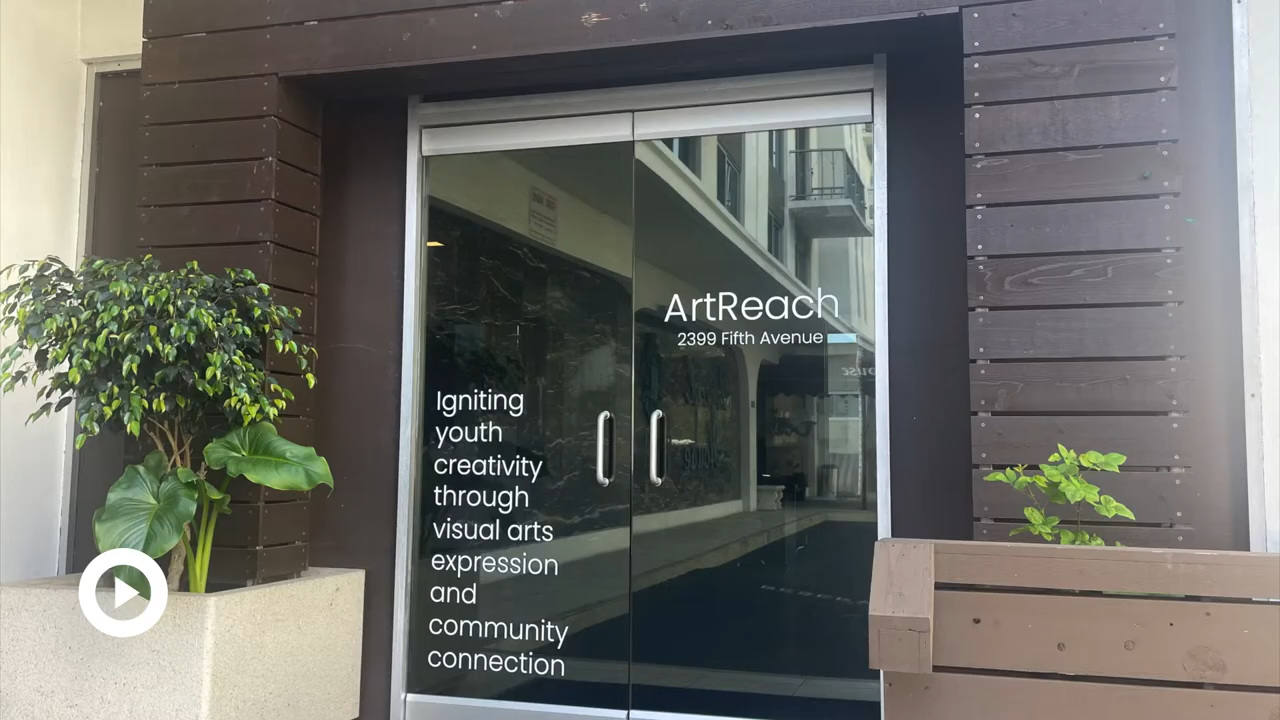 ArtReach
2399 Fifth Avenue
Igniting
youth
creativity
through
visual arts
expression
and
community
connection